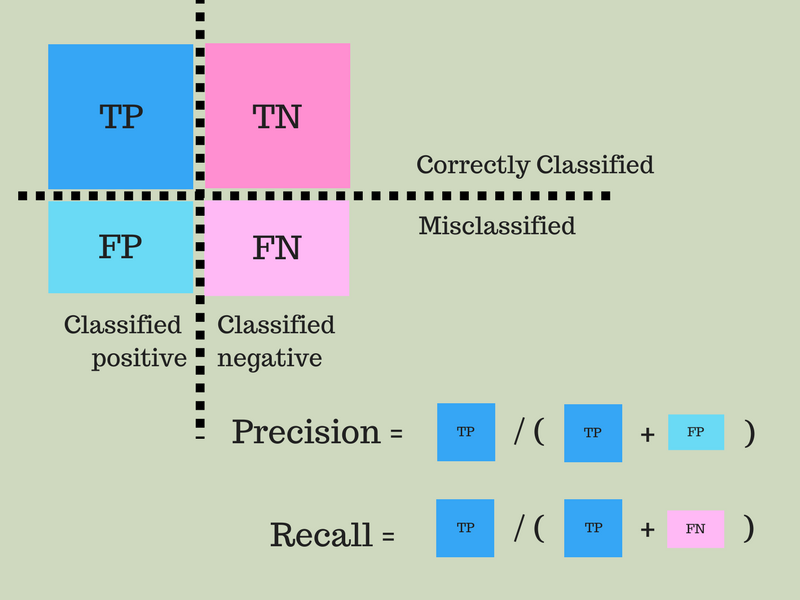 TP
TN
Correctly Classified
Misclassified
FP
FN
Classified
positive
Classified
negative
Precision = TP / ( TP + FP )
Recall = TP / ( TP + FN )